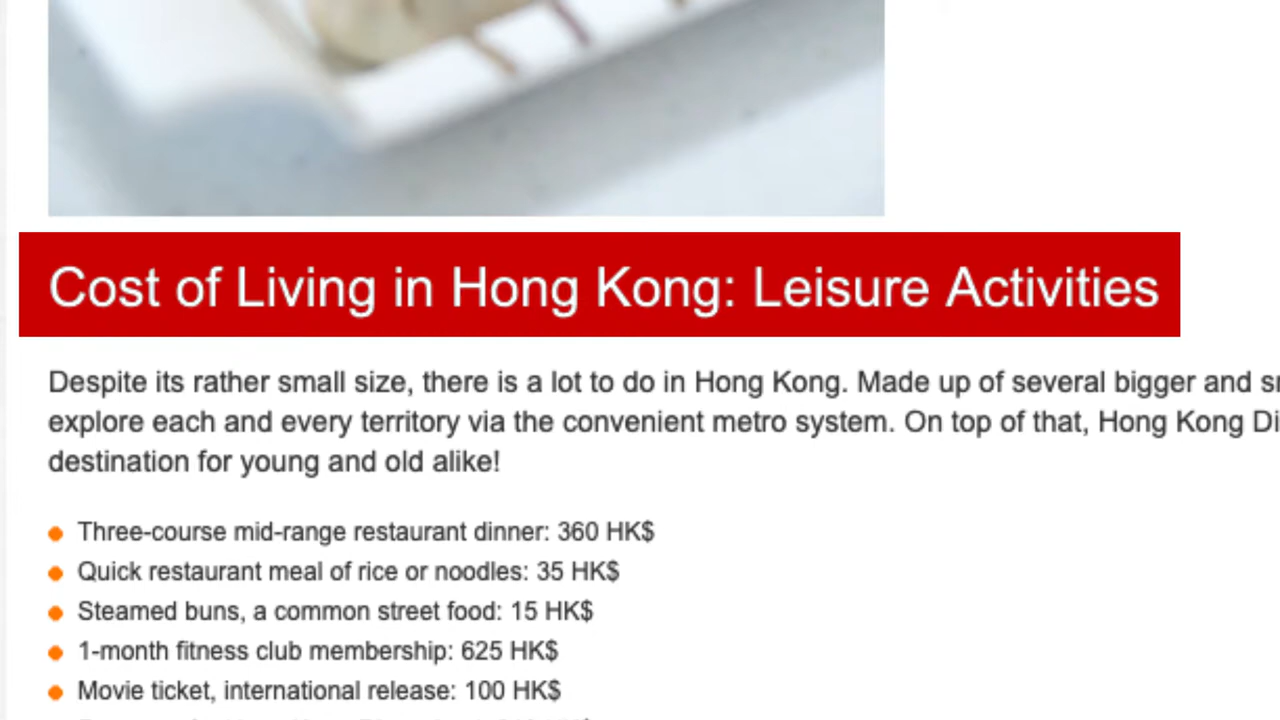 Cost of Living in Hong Kong: Leisure Activities
Despite its rather small size, there is a lot to do in Hong Kong. Made up of several bigger and
explore each and every territory via the convenient metro system. On top of that, Hong Kong
destination for young and old alike!
Three-course mid-range restaurant dinner: 360 HK$
Quick restaurant meal of rice or noodles: 35 HK$
Steamed buns, a common street food: 15 HK$
1-month fitness club membership: 625 HK$
Movie ticket, international release: 100 HK$